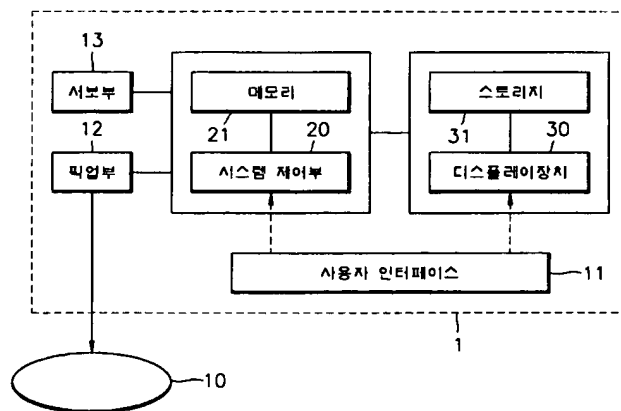 13
서보부
메모리
스토리지
12
21
20
31
30
픽업부
시스템 제어부
디스플레이장치
사용자 인터페이스
11
1
10